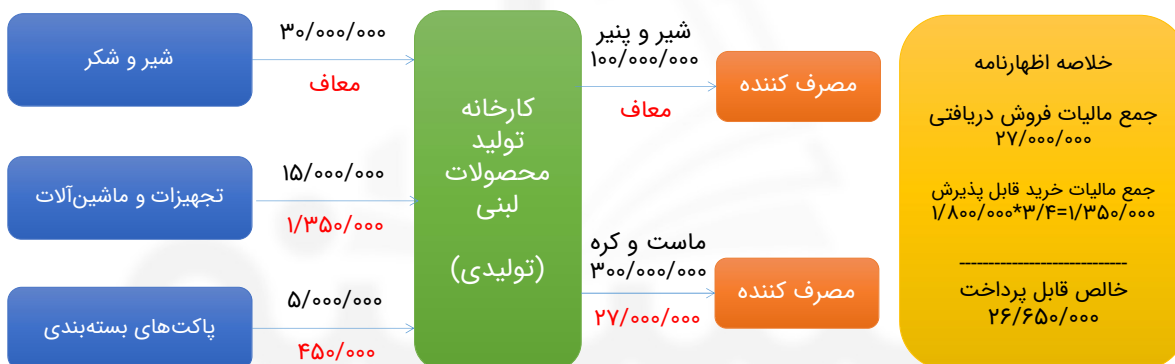 شیر و شکر
۳۰/۰۰۰/۰۰۰
معاف
تجهیزات و ماشین‌آلات
۱۵/۰۰۰/۰۰۰
۱/۳۵۰/۰۰۰
پاکت‌های بسته‌بندی
۵/۰۰۰/۰۰۰
۴۵۰/۰۰۰
کارخانه
تولید
محصولات
لبنی
(تولیدی)
شیر و پنیر
۱۰۰/۰۰۰/۰۰۰
معاف
مصرف کننده
ماست و کره
۳۰۰/۰۰۰/۰۰۰
۲۷/۰۰۰/۰۰۰
مصرف کننده
خلاصه اظهارنامه
جمع مالیات فروش دریافتی
۲۷/۰۰۰/۰۰۰
جمع مالیات خرید قابل پذیرش
۱/۸۰۰/۰۰۰*۳/۴=۱/۳۵۰/۰۰۰
----------------------------
خالص قابل پرداخت
۲۶/۶۵۰/۰۰۰